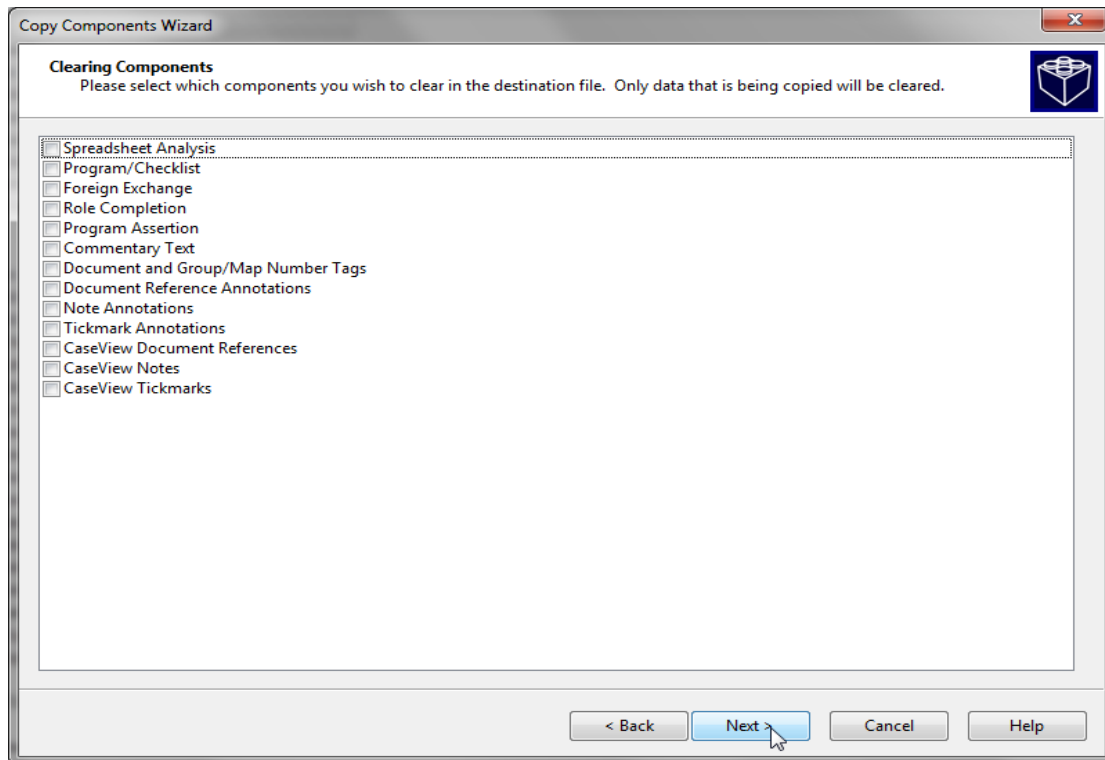 Copy Components Wizard
Clearing Components
Please select which components you wish to clear in the destination file. Only data that is being copied will be cleared.
Spreadsheet Analysis
Program/Checklist
Foreign Exchange
Role Completion
Program Assertion
Commentary Text
Document and Group/Map Number Tags
Document Reference Annotations
Note Annotations
Tickmark Annotations
CaseView Document References
CaseView Notes
CaseView Tickmarks
< Back Next > Cancel Help